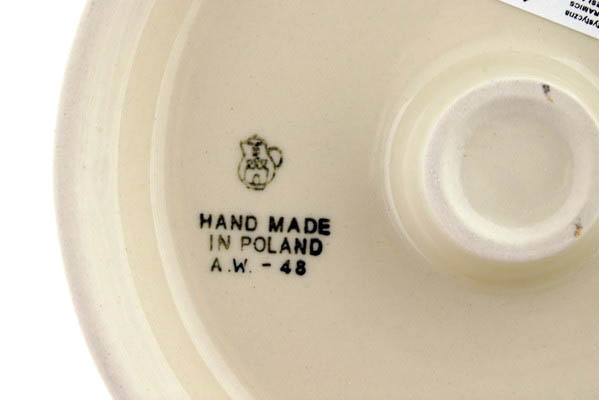 HAND MADE
IN POLAND
A.W. - 48